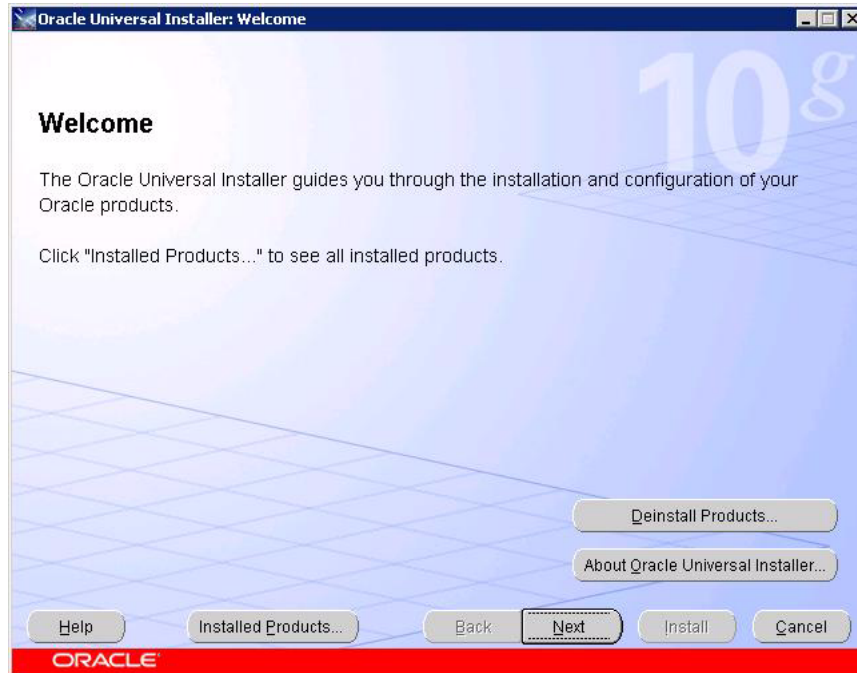 Oracle Universal Installer: Welcome
10g
Welcome
The Oracle Universal Installer guides you through the installation and configuration of your
Oracle products.
Click "Installed Products..." to see all installed products.
Deinstall Products...
About Oracle Universal Installer...
Help Installed Products... Back Next Install Cancel
ORACLE